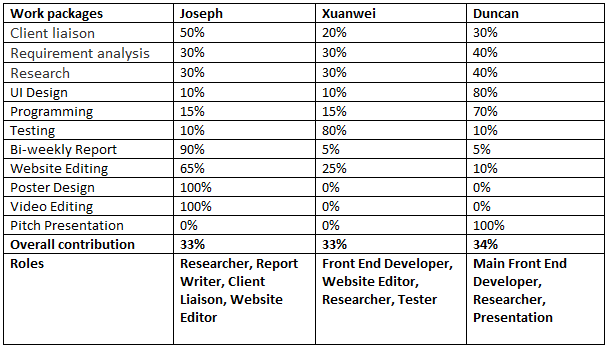 Work packages Joseph Xuanwei Duncan
Client liaison 50% 20% 30%
Requirement analysis 30% 30% 40%
Research 30% 30% 40%
UI Design 10% 10% 80%
Programming 15% 15% 70%
Testing 10% 80% 10%
Bi-weekly Report 90% 5% 5%
Website Editing 65% 25% 10%
Poster Design 100% 0% 0%
Video Editing 100% 0% 0%
Pitch Presentation 0% 0% 100%
Overall contribution 33% 33% 34%
Roles Researcher, Report Front End Developer, Main Front End
Writer, Client Website Editor, Developer,
Liaison, Website Researcher, Tester Researcher,
Editor Presentation